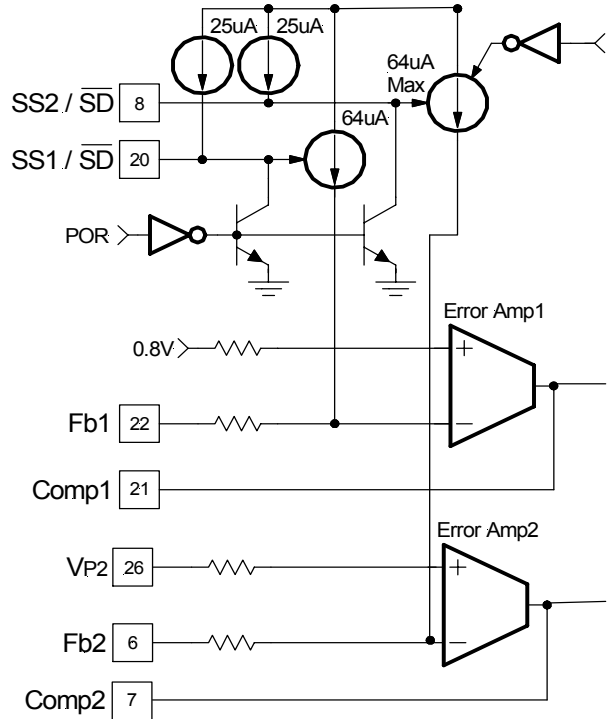 25uA 25uA
64uA
Max
SS2 / SD 8
64uA
SS1 / SD 20
POR
Error Amp1
0.8V
+
Fb1 22
−
Comp1 21
Error Amp2
VP2 26
+
Fb2 6
−
Comp2 7